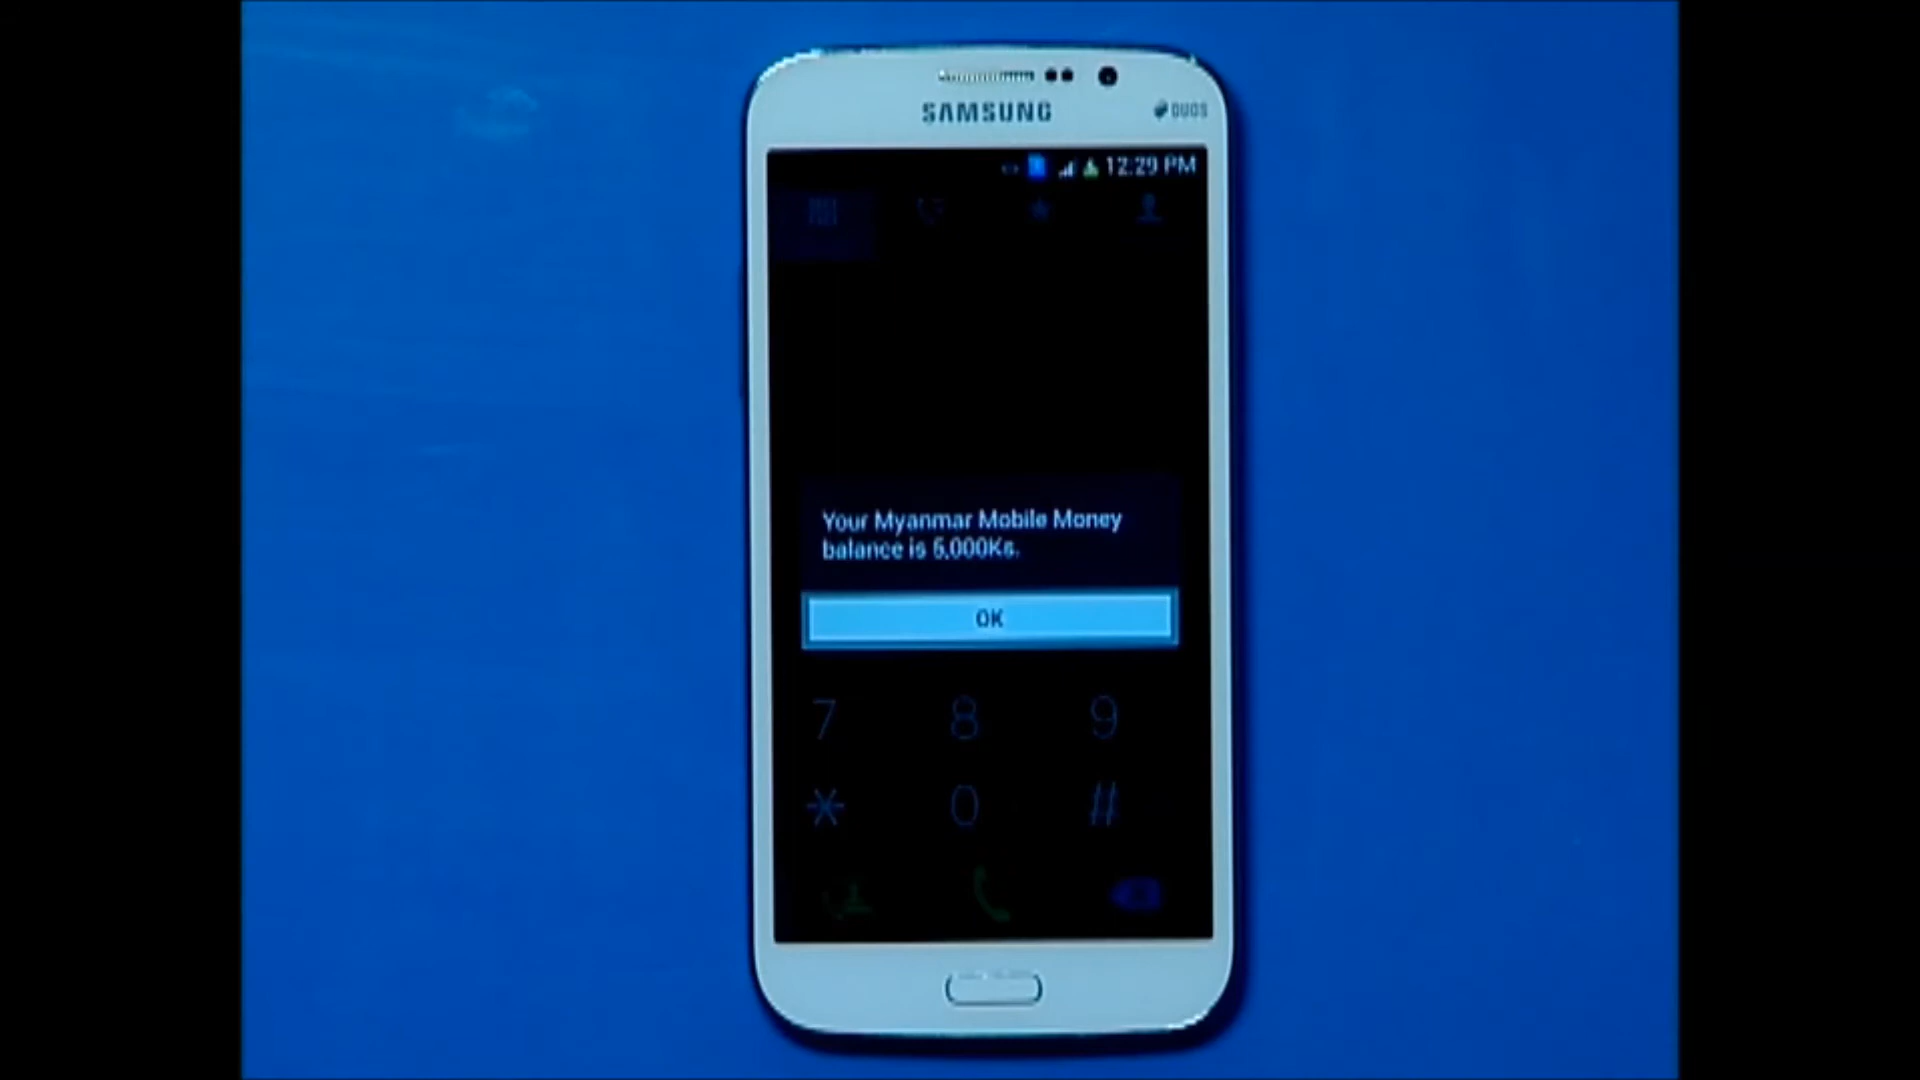 SAMSUNG
DUOS
12:29 PM
Your Myanmar Mobile Money
balance is 5,000Ks.
OK
7 8 9
* 0 #